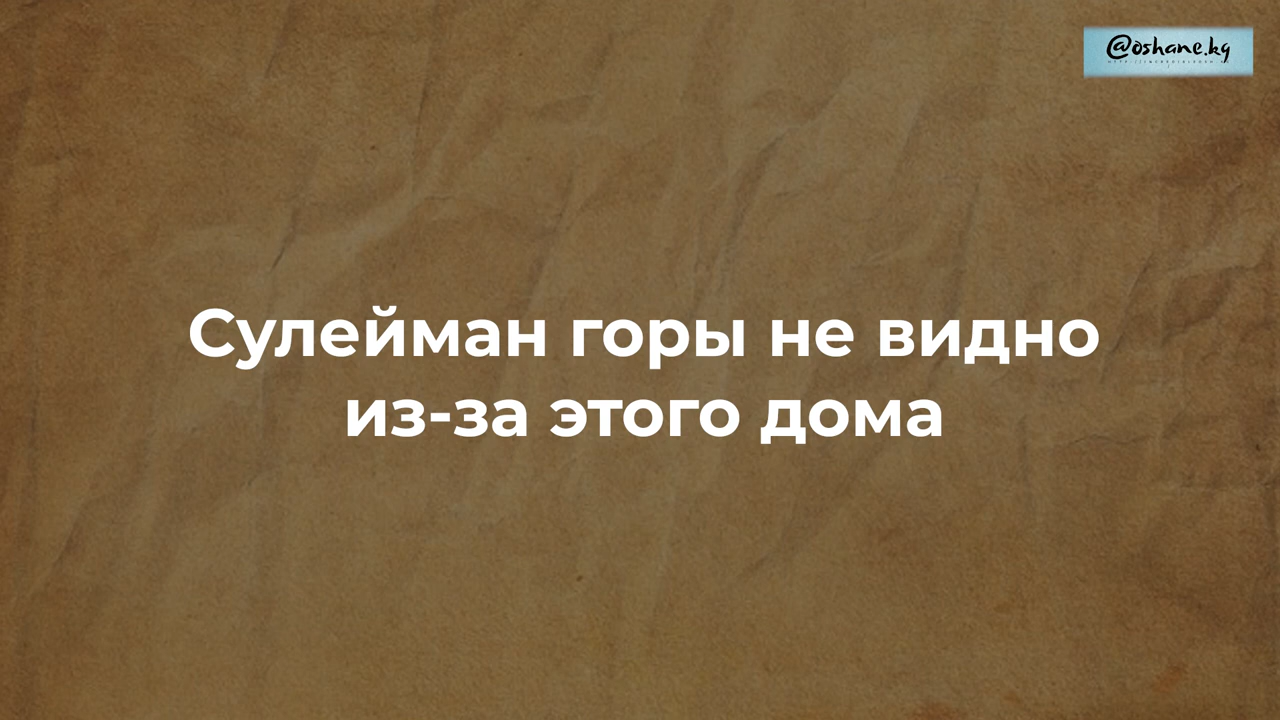 @oshane.kg
Сулейман горы не видно
из-за этого дома